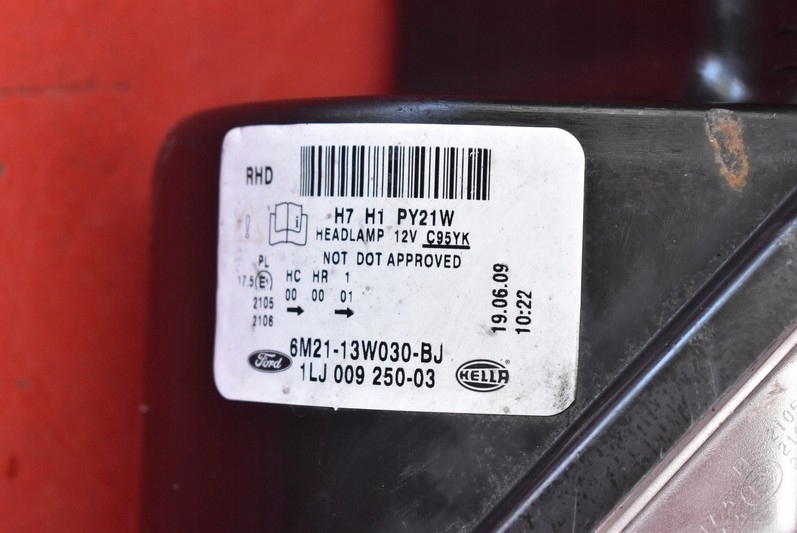 RHD
H7 H1 PY21W
! i HEADLAMP 12V C95YK
NOT DOT APPROVED
PL HC HR 1
17.5 E1 00 00 01
2105 → →
2106
19.06.09
10:22
6M21-13W030-BJ
Ford 1LJ 009 250-03 HELLA ®
2105